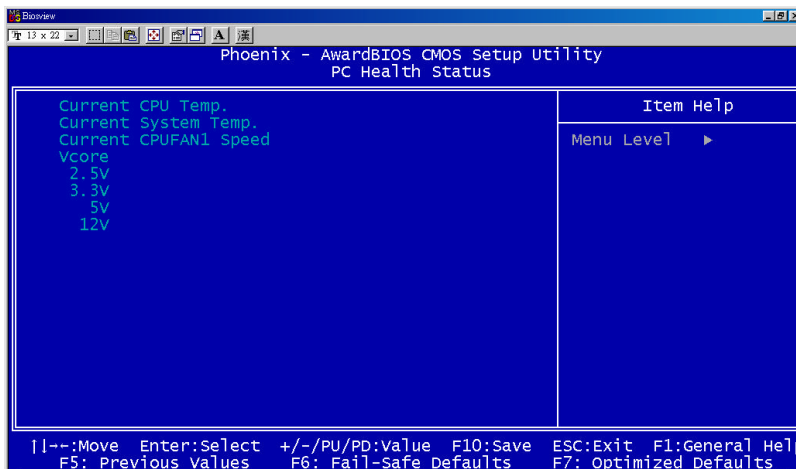 Biosview
13 x 22
A 漢
Phoenix - AwardBIOS CMOS Setup Utility
PC Health Status
Current CPU Temp.
Current System Temp.
Current CPUFAN1 Speed
Vcore
2.5V
3.3V
5V
12V
Item Help
Menu Level ▶
↑↓→←:Move Enter:Select +/-/PU/PD:Value F10:Save ESC:Exit F1:General Help
F5: Previous Values F6: Fail-Safe Defaults F7: Optimized Defaults